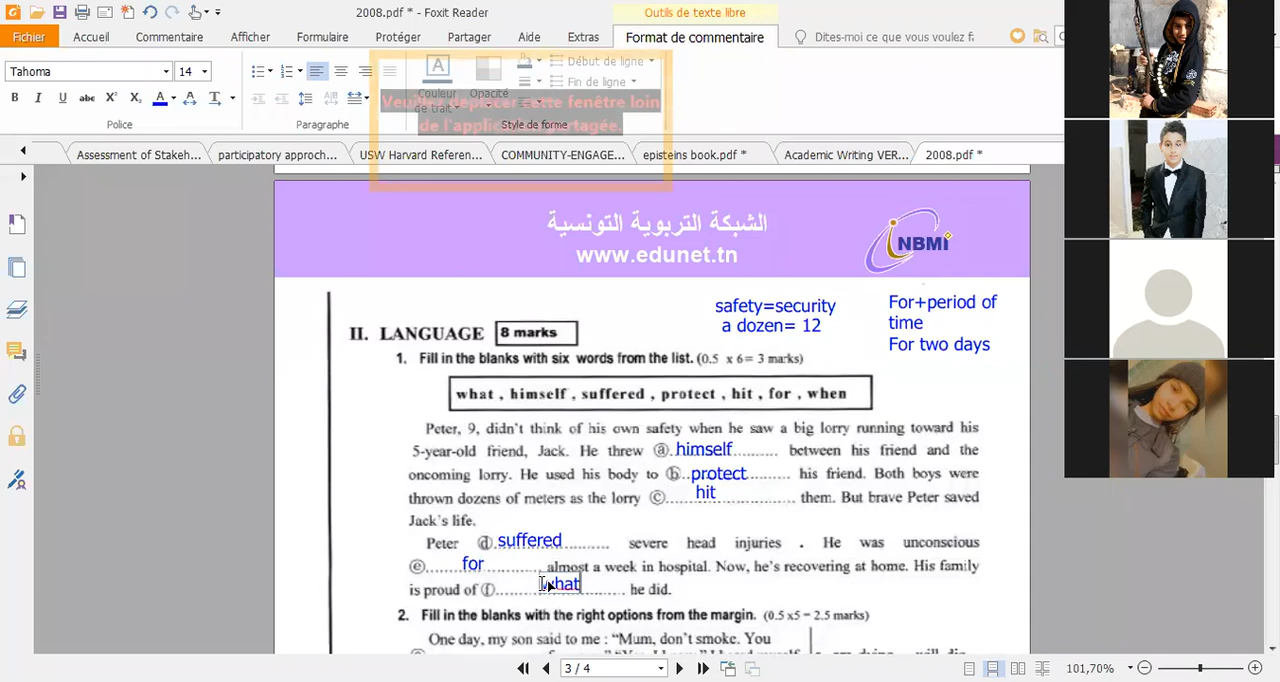 2008.pdf * - Foxit Reader
Outils de texte libre
Fichier
Accueil
Commentaire
Afficher
Formulaire
Protéger
Partager
Aide
Extras
Format de commentaire
Dites-moi ce que vous voulez f
Tahoma
14
Police
Paragraphe
Couleur
de trait
Opacité
Début de ligne
Fin de ligne
Style de forme
Veuillez déplacer cette fenêtre loin
de l'application partagée.
Assessment of Stakeh...
participatory approch...
USW Harvard Referen...
COMMUNITY-ENGAGE...
episteins book.pdf *
Academic Writing VER...
2008.pdf *
الشبكة التربوية التونسية
www.edunet.tn
NBMI
safety=security
a dozen= 12
For+period of
time
For two days
II. LANGUAGE 8 marks
1. Fill in the blanks with six words from the list. (0.5 x 6= 3 marks)
what , himself , suffered , protect , hit , for , when
Peter, 9, didn't think of his own safety when he saw a big lorry running toward his
5-year-old friend, Jack. He threw ⓐ.himself.......... between his friend and the
oncoming lorry. He used his body to ⓑ..protect........... his friend. Both boys were
thrown dozens of meters as the lorry ⓒ.......hit.................. them. But brave Peter saved
Jack's life.
Peter ⓓ.suffered........... severe head injuries . He was unconscious
ⓔ........for.............. , almost a week in hospital. Now, he's recovering at home. His family
is proud of ⓕ...........what........... he did.
2. Fill in the blanks with the right options from the margin. (0.5 x5 = 2.5 marks)
One day, my son said to me : "Mum, don't smoke. You
3 / 4
101,70%